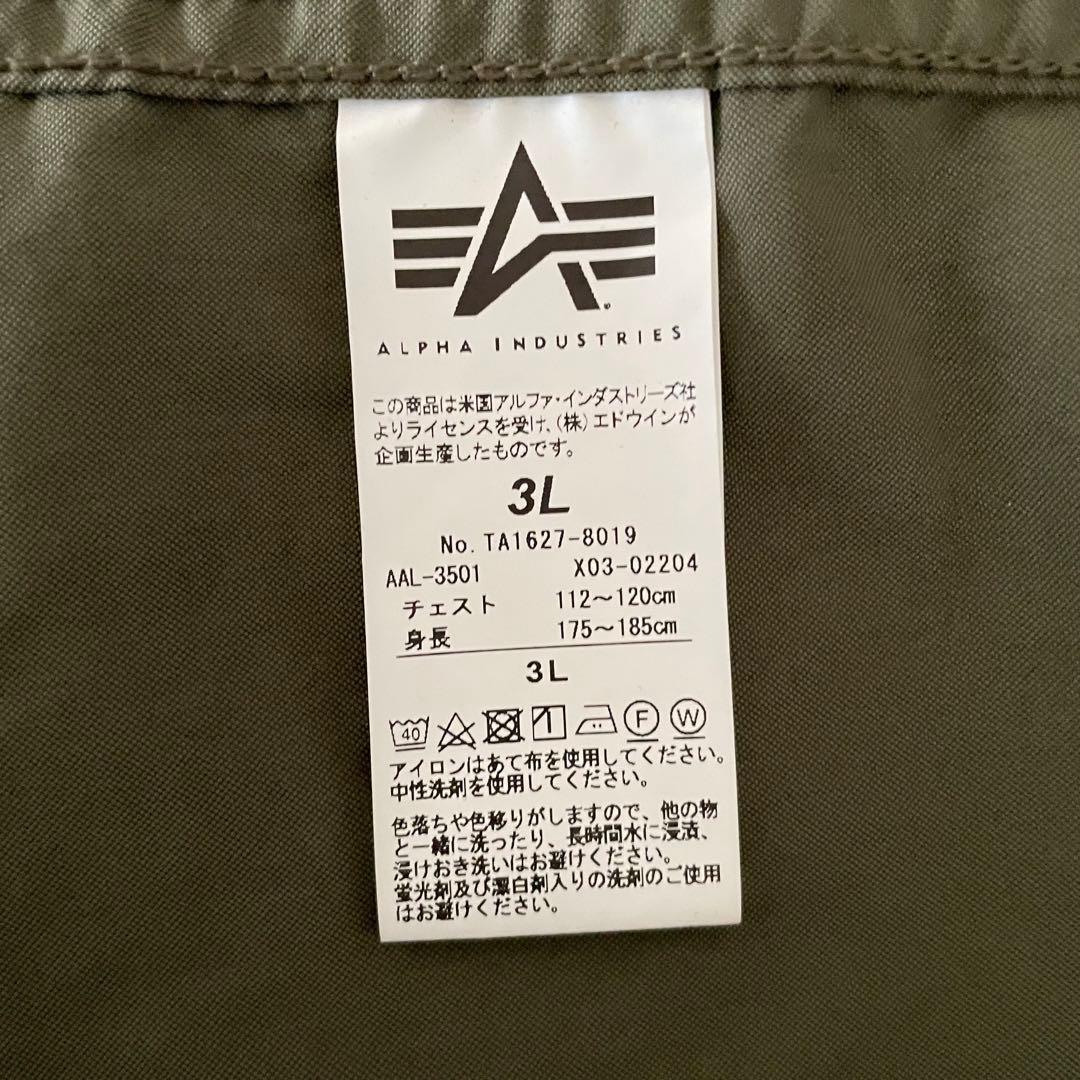 ALPHA INDUSTRIES
この商品は米国アルファ・インダストリーズ社
よりライセンスを受け、(株)エドウインが
企画生産したものです。
3L
No. TA1627-8019
AAL-3501 X03-02204
チェスト 112～120cm
身長 175～185cm
3L
40 F W
アイロンはあて布を使用してください。
中性洗剤を使用してください。
色落ちや色移りがしますので、他の物
と一緒に洗ったり、長時間水に浸漬、
浸けおき洗いはお避けください。
蛍光剤及び漂白剤入りの洗剤のご使用
はお避けください。